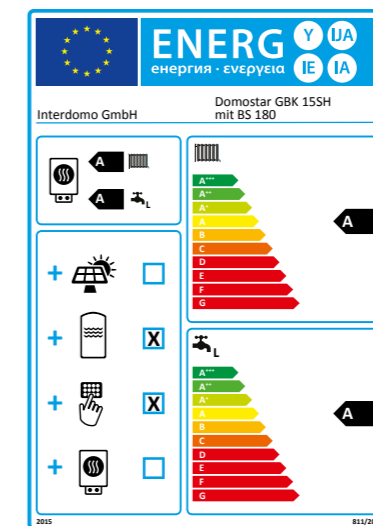 ENERG Y IJA
енергия · ενεργεια IE IA
Interdomo GmbH
Domostar GBK 15SH
mit BS 180
A
A
L
A+++
A++
A+
A
B
C
D
E
F
G
A
+
+ X
+ X
+
L
A+++
A++
A+
A
B
C
D
E
F
G
A
2015